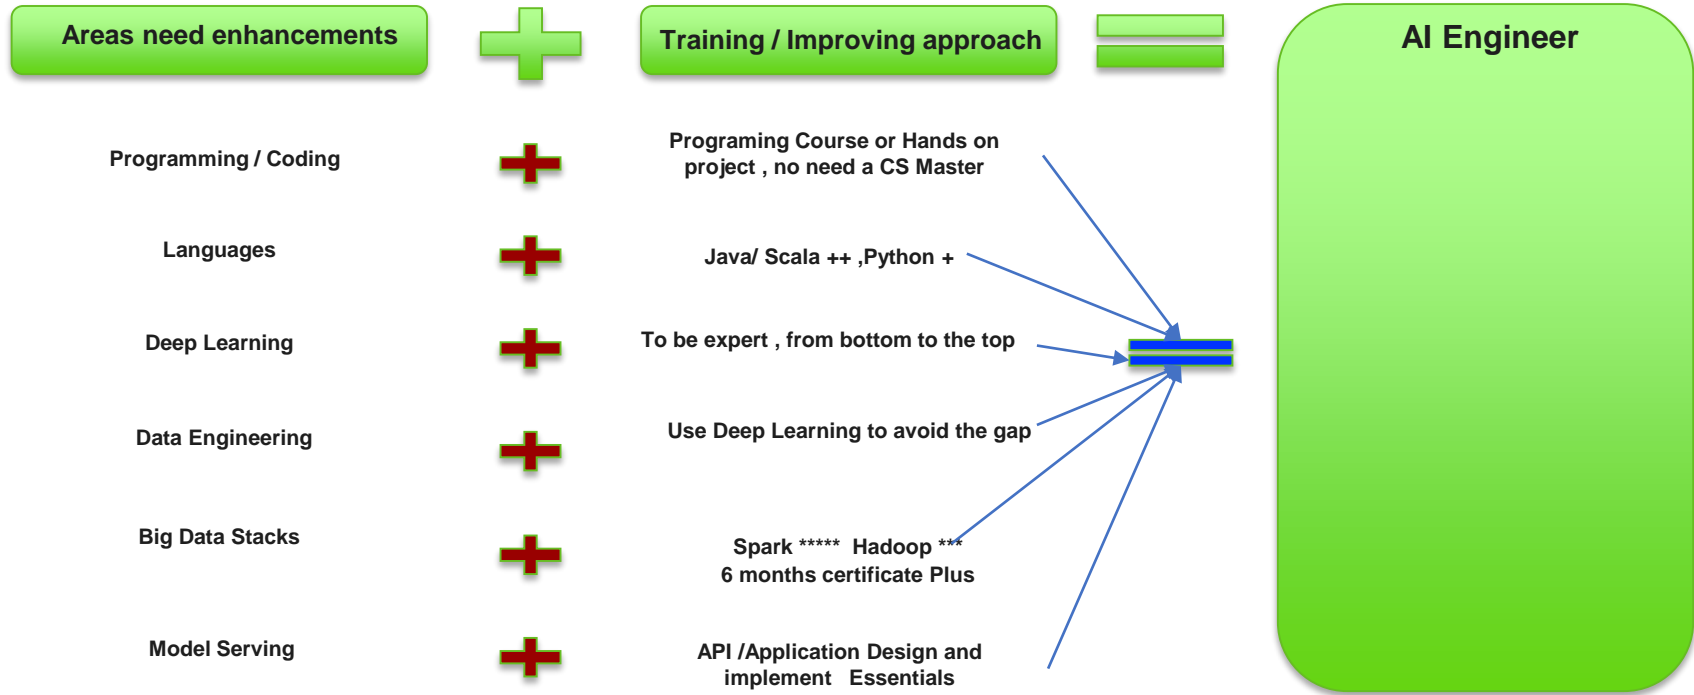 Areas need enhancements
Training / Improving approach
AI Engineer
Programming / Coding
Programing Course or Hands on
project , no need a CS Master
Languages
Java/ Scala ++ ,Python +
Deep Learning
To be expert , from bottom to the top
Data Engineering
Use Deep Learning to avoid the gap
Big Data Stacks
Spark ***** Hadoop ***
6 months certificate Plus
Model Serving
API /Application Design and
implement Essentials